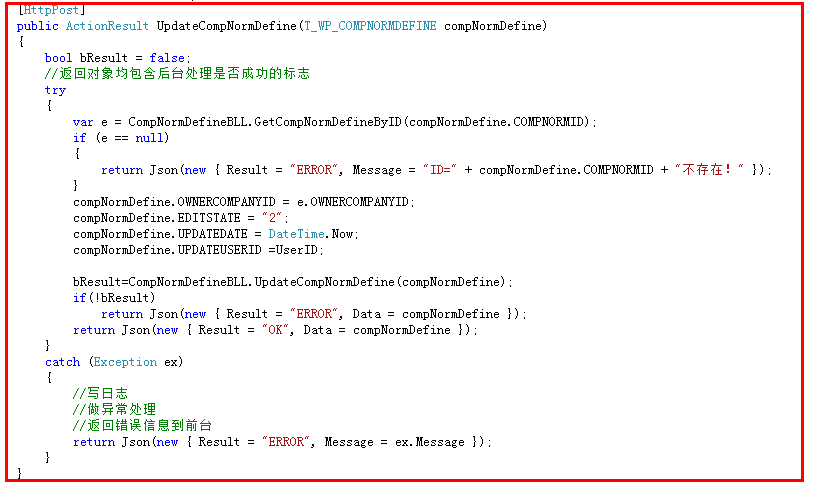 [HttpPost]
public ActionResult UpdateCompNormDefine(T_WP_COMPNORMDEFINE compNormDefine)
{
    bool bResult = false;
    //返回对象均包含后台处理是否成功的标志
    try
    {
        var e = CompNormDefineBLL.GetCompNormDefineByID(compNormDefine.COMPNORMID);
        if (e == null)
        {
            return Json(new { Result = "ERROR", Message = "ID=" + compNormDefine.COMPNORMID + "不存在！" });
        }
        compNormDefine.OWNERCOMPANYID = e.OWNERCOMPANYID;
        compNormDefine.EDITSTATE = "2";
        compNormDefine.UPDATEDATE = DateTime.Now;
        compNormDefine.UPDATEUSERID =UserID;

        bResult=CompNormDefineBLL.UpdateCompNormDefine(compNormDefine);
        if(!bResult)
            return Json(new { Result = "ERROR", Data = compNormDefine });
        return Json(new { Result = "OK", Data = compNormDefine });
    }
    catch (Exception ex)
    {
        //写日志
        //做异常处理
        //返回错误信息到前台
        return Json(new { Result = "ERROR", Message = ex.Message });
    }
}